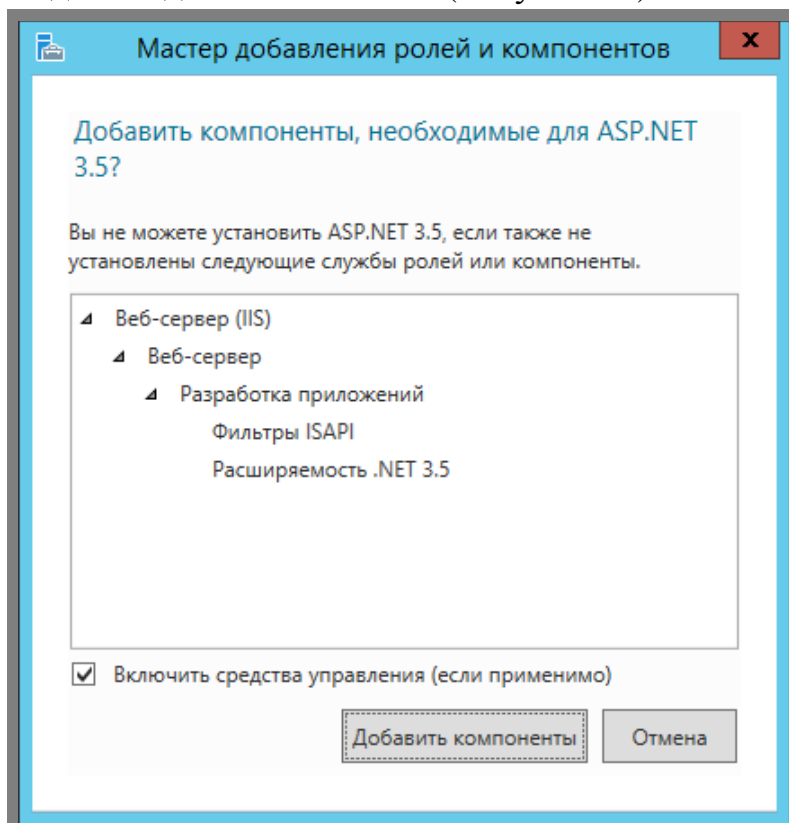 Мастер добавления ролей и компонентов
x
Добавить компоненты, необходимые для ASP.NET
3.5?
Вы не можете установить ASP.NET 3.5, если также не
установлены следующие службы ролей или компоненты.
Веб-сервер (IIS)
Веб-сервер
Разработка приложений
Фильтры ISAPI
Расширяемость .NET 3.5
Включить средства управления (если применимо)
Добавить компоненты Отмена